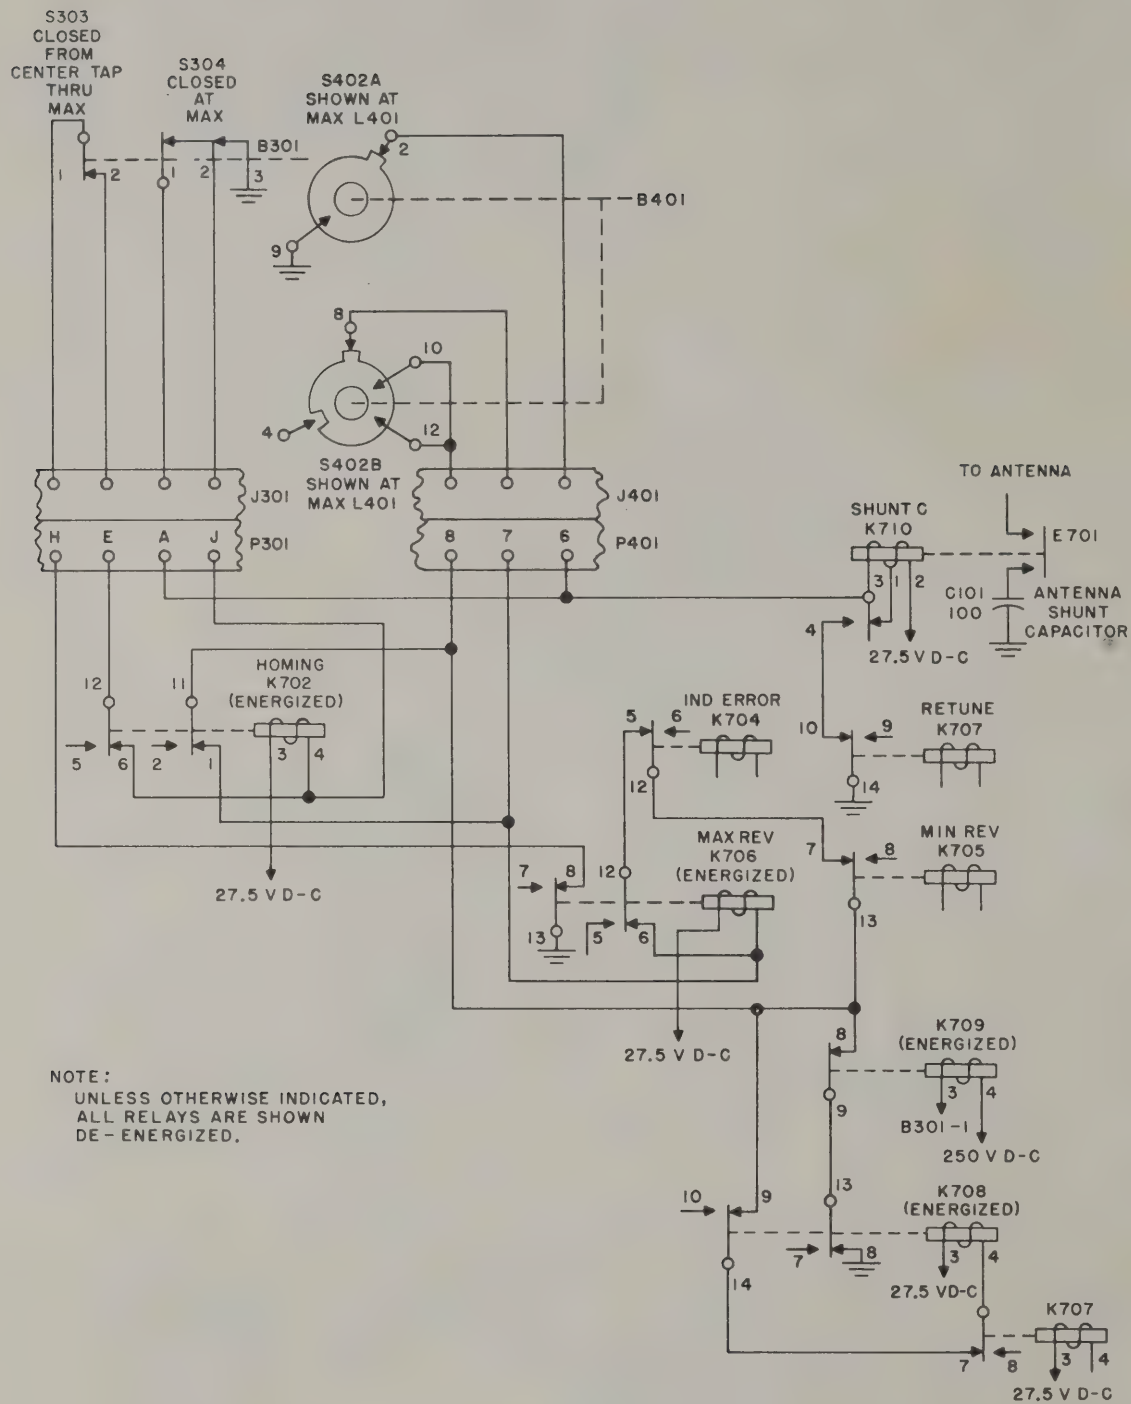 S303
CLOSED
FROM
CENTER TAP
THRU
MAX
S304
CLOSED
AT
MAX
S402A
SHOWN AT
MAX L401
2
B301
1
2
1
2
3
B401
9
8
10
12
4
S402B
SHOWN AT
MAX L401
J301
J401
H
E
A
J
P301
8
7
6
P401
TO ANTENNA
SHUNT C
K710
E701
3
1
2
C101
100
ANTENNA
SHUNT
CAPACITOR
4
27.5 V D-C
HOMING
K702
(ENERGIZED)
12
11
3
4
5
6
2
1
27.5 V D-C
IND ERROR
K704
5
6
12
RETUNE
K707
10
9
14
MAX REV
K706
(ENERGIZED)
7
8
12
13
5
6
27.5 V D-C
MIN REV
K705
7
8
13
NOTE:
UNLESS OTHERWISE INDICATED,
ALL RELAYS ARE SHOWN
DE-ENERGIZED.
8
K709
(ENERGIZED)
3
4
9
B301-1
250 V D-C
10
9
13
K708
(ENERGIZED)
7
8
3
4
14
27.5 VD-C
K707
7
8
3
4
27.5 V D-C